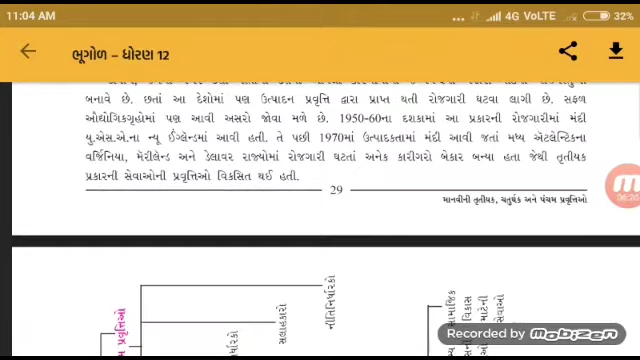 11:04 AM
... 4G VoLTE 32%
ભૂગોળ – ધોરણ 12
બનાવે છે. છતાં આ દેશોમાં પણ ઉત્પાદન પ્રવૃત્તિ દ્વારા પ્રાપ્ત થતી રોજગારી ઘટવા લાગી છે. સફળ
ઔદ્યોગિકગૃહોમાં પણ આવી અસરો જોવા મળે છે. 1950-60ના દશકામાં આ પ્રકારની રોજગારીમાં મંદી
યુ.એસ.એ.ના ન્યૂ ઈંગ્લેન્ડમાં આવી હતી. તે પછી 1970માં ઉત્પાદકતામાં મંદી આવી જતાં મધ્ય ઍટલેન્ટિકના
વર્જિનિયા, મૅરીલેન્ડ અને ડેલાવર રાજ્યોમાં રોજગારી ઘટતાં અનેક કારીગરો બેકાર બન્યા હતા જેથી તૃતીયક
પ્રકારની સેવાઓની પ્રવૃત્તિઓ વિકસિત થઈ હતી.
29
માનવીની તૃતીયક, ચતુર્થક અને પંચમ પ્રવૃત્તિઓ
પ્રવૃત્તિઓ
સલાહકારો
નીતિનિર્ધારકો
સામાજિક
વિકાસ
માટેની
સેવાઓ
Recorded by mobizen